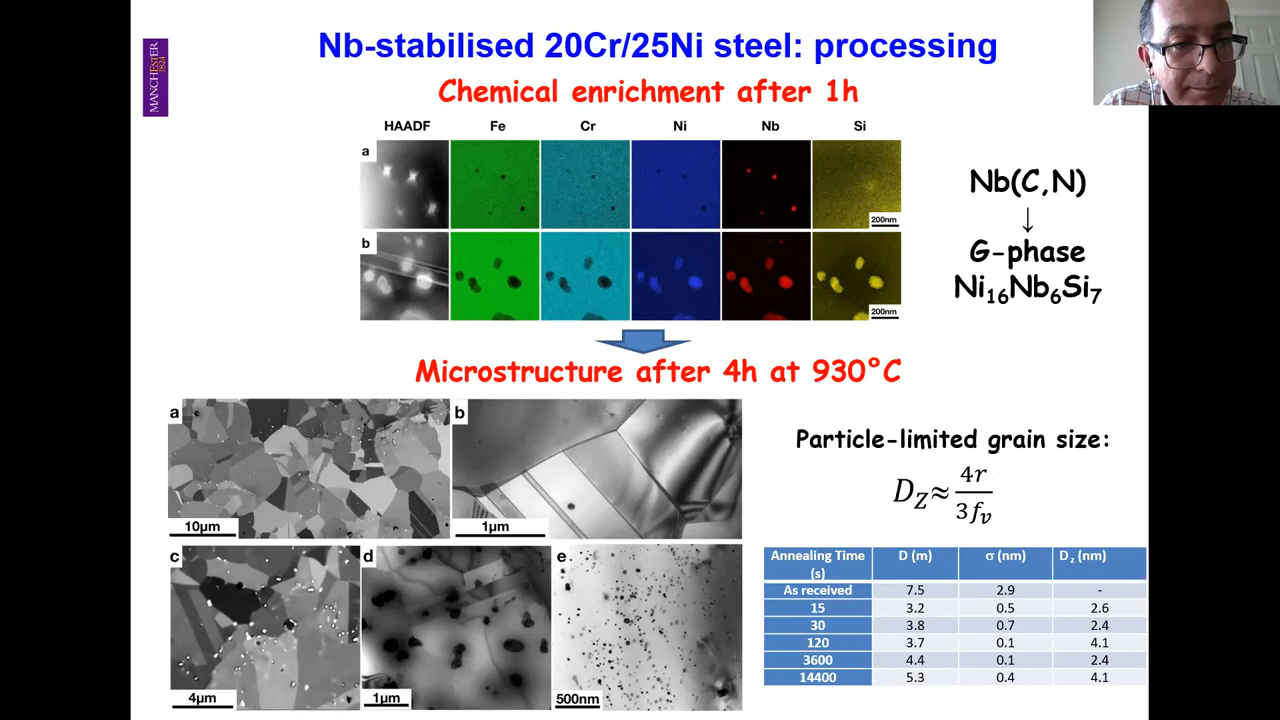 MANCHESTER
1824
Nb-stabilised 20Cr/25Ni steel: processing
Chemical enrichment after 1h
HAADF Fe Cr Ni Nb Si
a
200nm
b
200nm
Nb(C,N)
↓
G-phase
Ni₁₆Nb₆Si₇
Microstructure after 4h at 930°C
a
10µm
b
1µm
c
4µm
d
1µm
e
500nm
Particle-limited grain size:
D_Z≈ 4r / 3f_v
Annealing Time (s) D (m) σ (nm) D z (nm)
As received 7.5 2.9 -
15 3.2 0.5 2.6
30 3.8 0.7 2.4
120 3.7 0.1 4.1
3600 4.4 0.1 2.4
14400 5.3 0.4 4.1